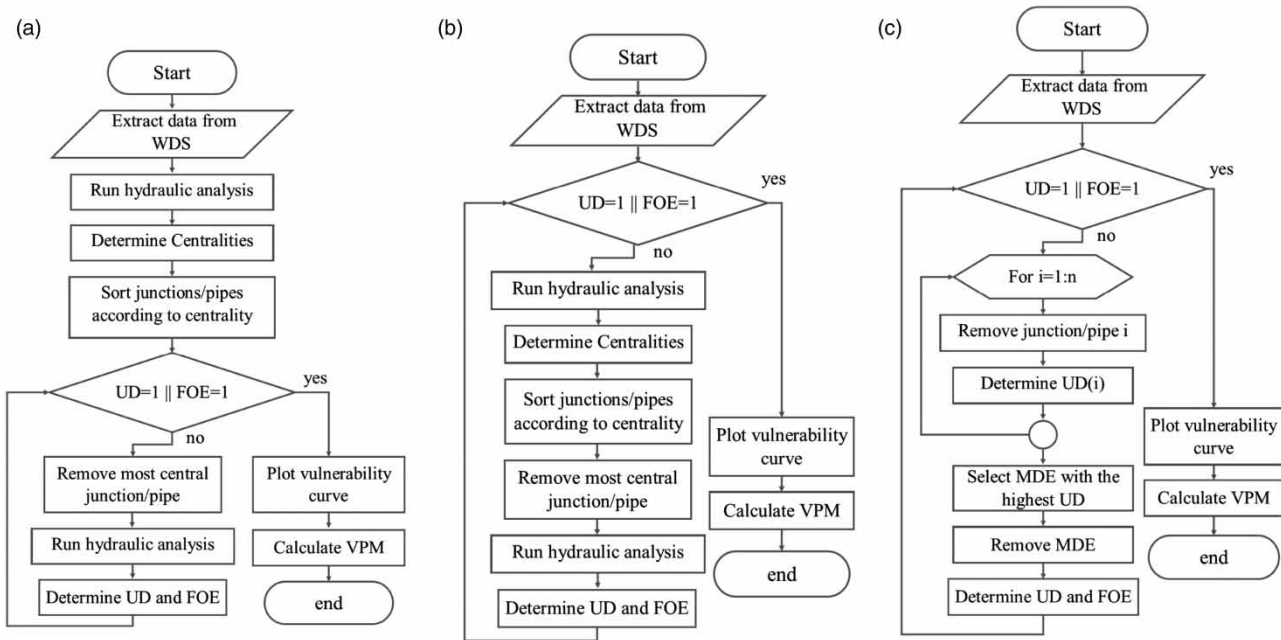 (a)
Start
Extract data from
WDS
Run hydraulic analysis
Determine Centralities
Sort junctions/pipes
according to centrality
UD=1 || FOE=1
yes
no
Remove most central
junction/pipe
Run hydraulic analysis
Determine UD and FOE
Plot vulnerability
curve
Calculate VPM
end
(b)
Start
Extract data from
WDS
UD=1 || FOE=1
yes
no
Run hydraulic analysis
Determine Centralities
Sort junctions/pipes
according to centrality
Remove most central
junction/pipe
Run hydraulic analysis
Determine UD and FOE
Plot vulnerability
curve
Calculate VPM
end
(c)
Start
Extract data from
WDS
UD=1 || FOE=1
yes
no
For i=1:n
Remove junction/pipe i
Determine UD(i)
Select MDE with the
highest UD
Remove MDE
Determine UD and FOE
Plot vulnerability
curve
Calculate VPM
end